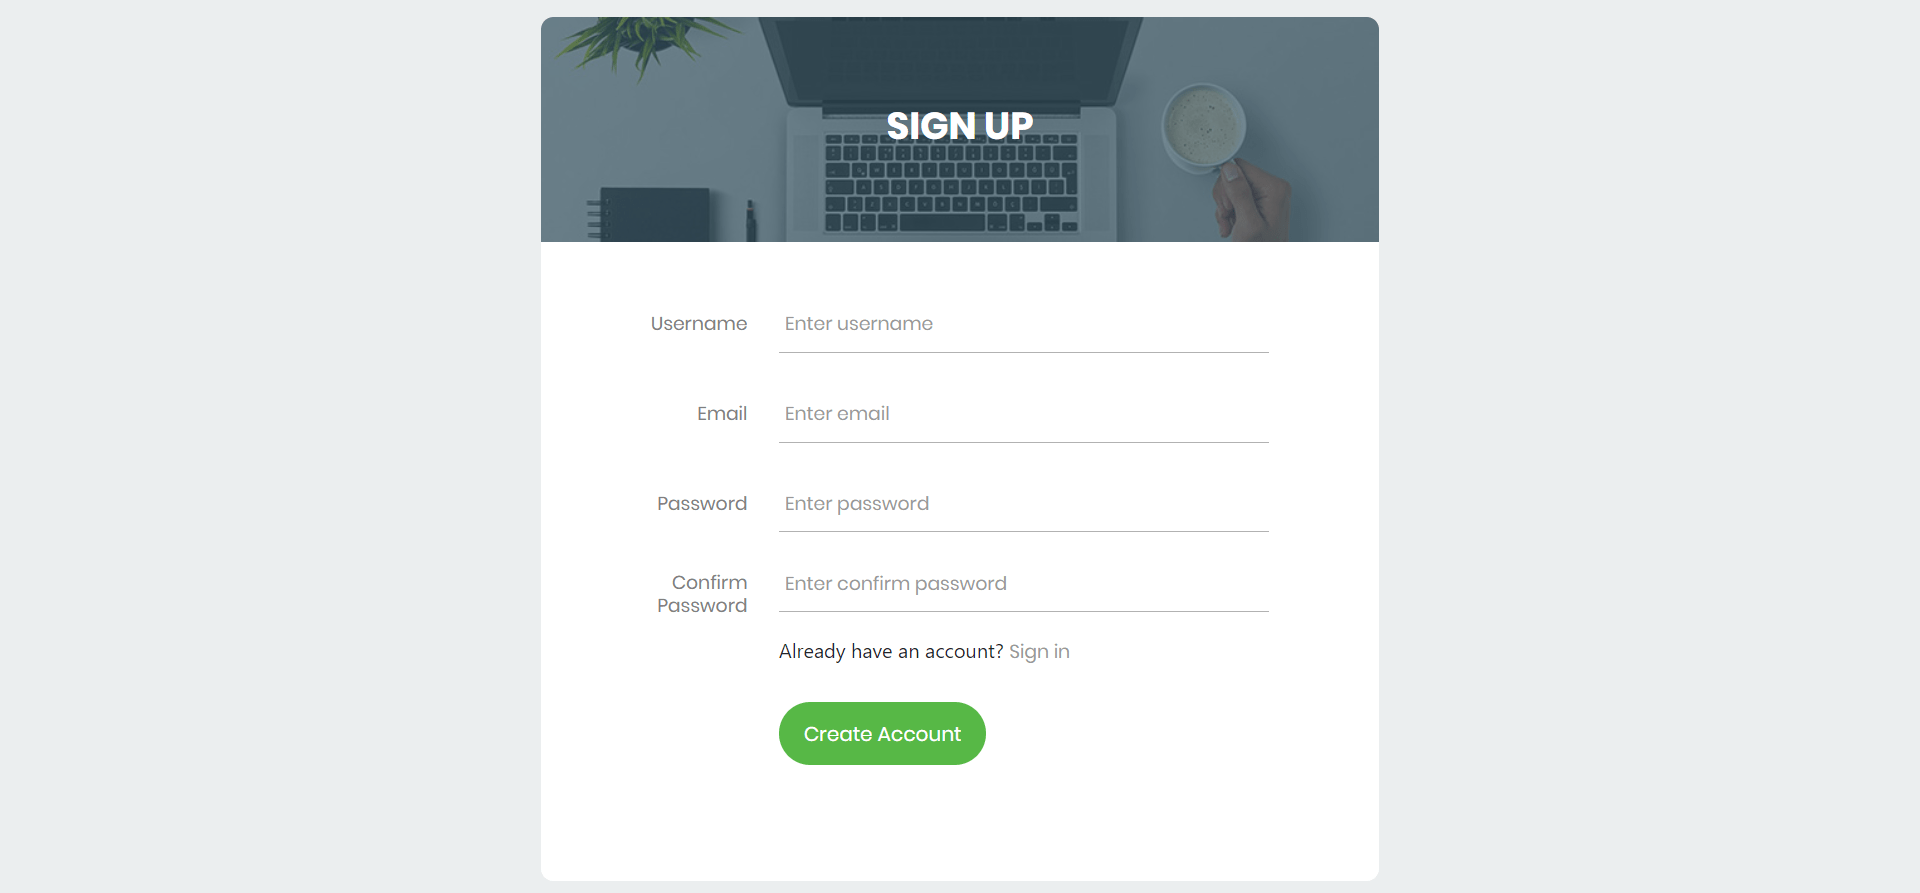 SIGN UP
Username
Enter username
Email
Enter email
Password
Enter password
Confirm
Password
Enter confirm password
Already have an account? Sign in
Create Account